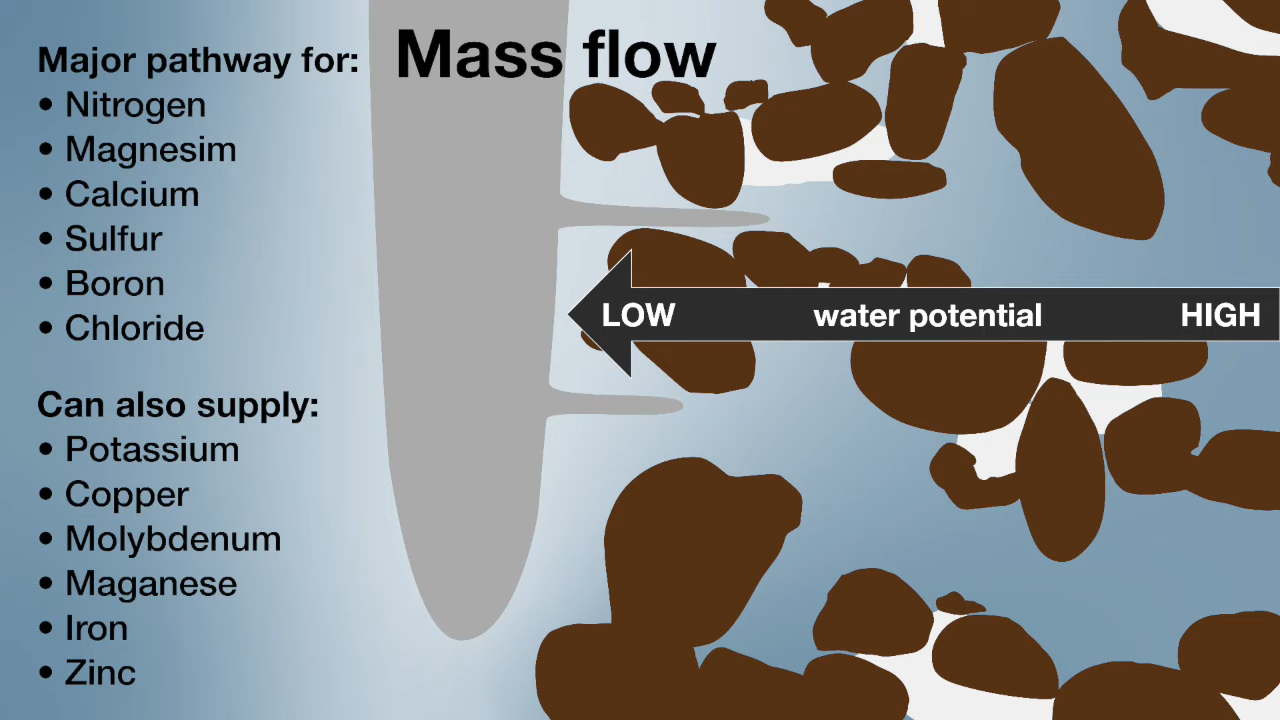 Mass flow
Major pathway for:
• Nitrogen
• Magnesim
• Calcium
• Sulfur
• Boron
• Chloride
Can also supply:
• Potassium
• Copper
• Molybdenum
• Maganese
• Iron
• Zinc
LOW water potential HIGH